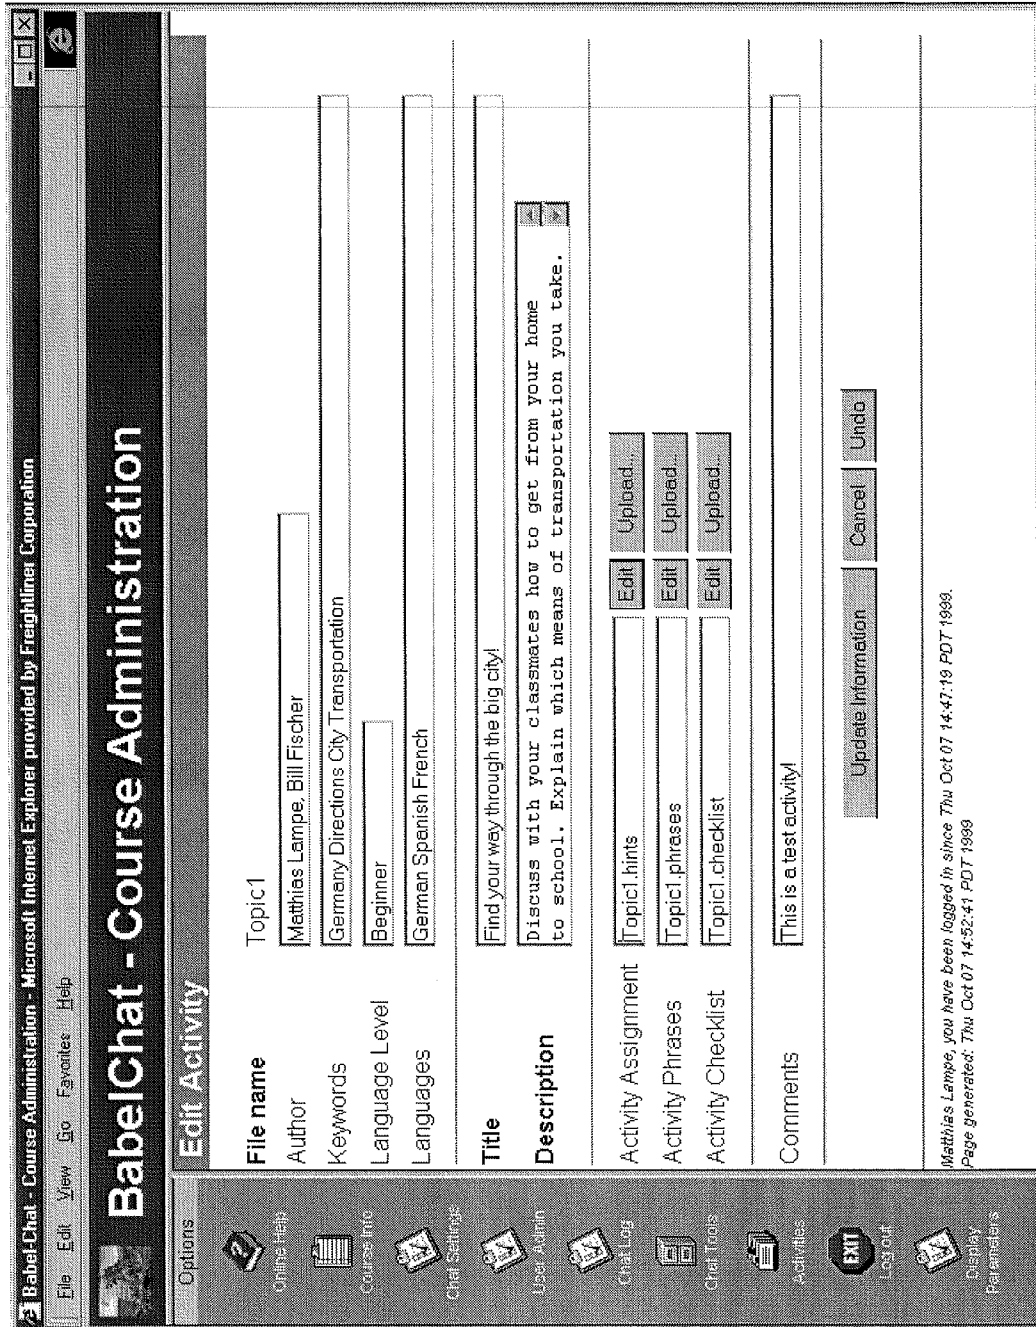 Babel-Chat - Course Administration - Microsoft Internet Explorer provided by Freightliner Corporation
File Edit View Go Favorites Help
BabelChat - Course Administration
Options
Online Help
Course Info
Chat Settings
User Admin
Chat Log
Chat Tools
Activities
EXIT
Log out
Display
Parameters
Edit Activity
File name Topic1
Author Matthias Lampe, Bill Fischer
Keywords Germany Directions City Transportation
Language Level Beginner
Languages German Spanish French
Title Find your way through the big city!
Description Discuss with your classmates how to get from your home
to school. Explain which means of transportation you take.
Activity Assignment Topic1.hints Edit Upload...
Activity Phrases Topic1.phrases Edit Upload...
Activity Checklist Topic1.checklist Edit Upload...
Comments This is a test activity!
Update Information Cancel Undo
Matthias Lampe, you have been logged in since Thu Oct 07 14:47:19 PDT 1999.
Page generated: Thu Oct 07 14:52:41 PDT 1999